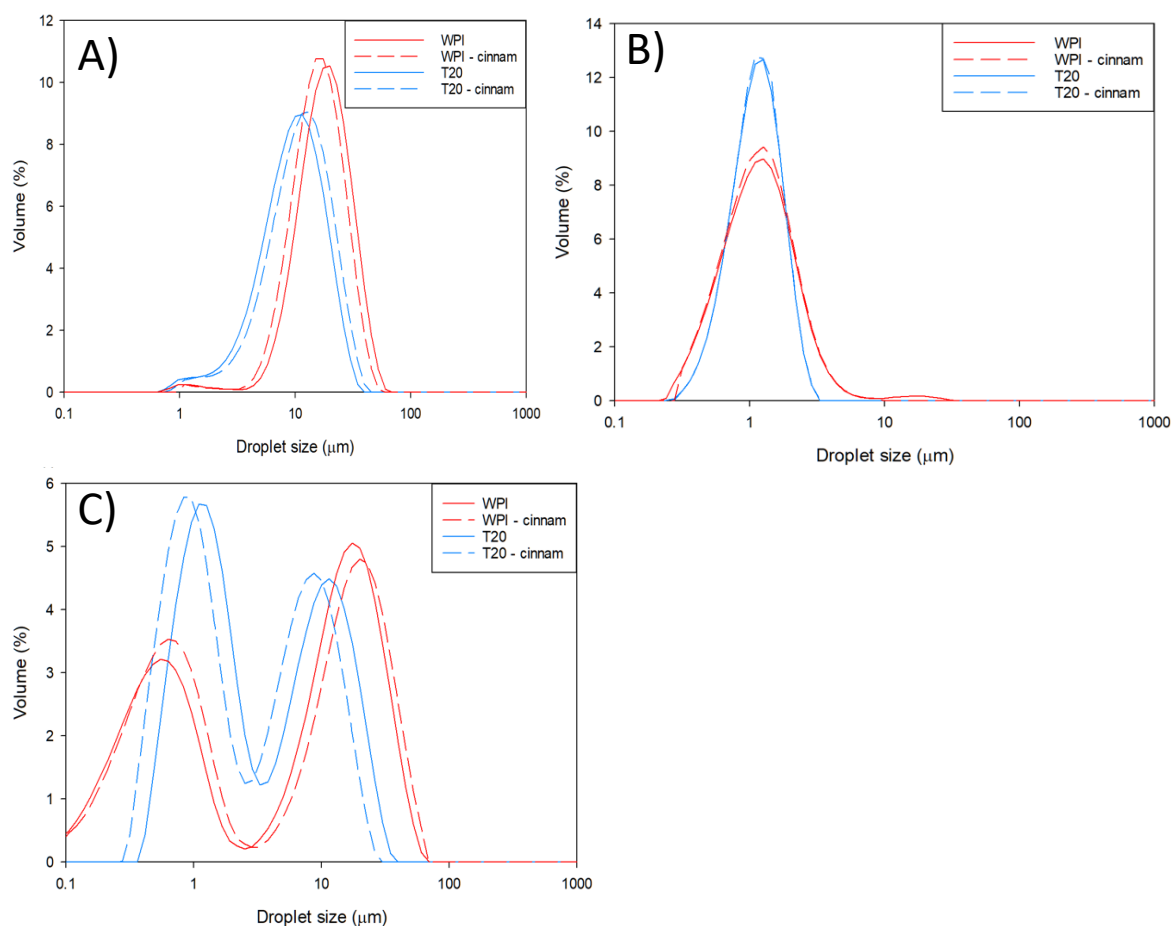 A)
12
10
8
6
4
2
0
Volume (%)
WPI
WPI - cinnam
T20
T20 - cinnam
0.1 1 10 100 1000
Droplet size (μm)
B)
14
12
10
8
6
4
2
0
Volume (%)
WPI
WPI - cinnam
T20
T20 - cinnam
0.1 1 10 100 1000
Droplet size (μm)
C)
6
5
4
3
2
1
0
Volume (%)
WPI
WPI - cinnam
T20
T20 - cinnam
0.1 1 10 100 1000
Droplet size (μm)